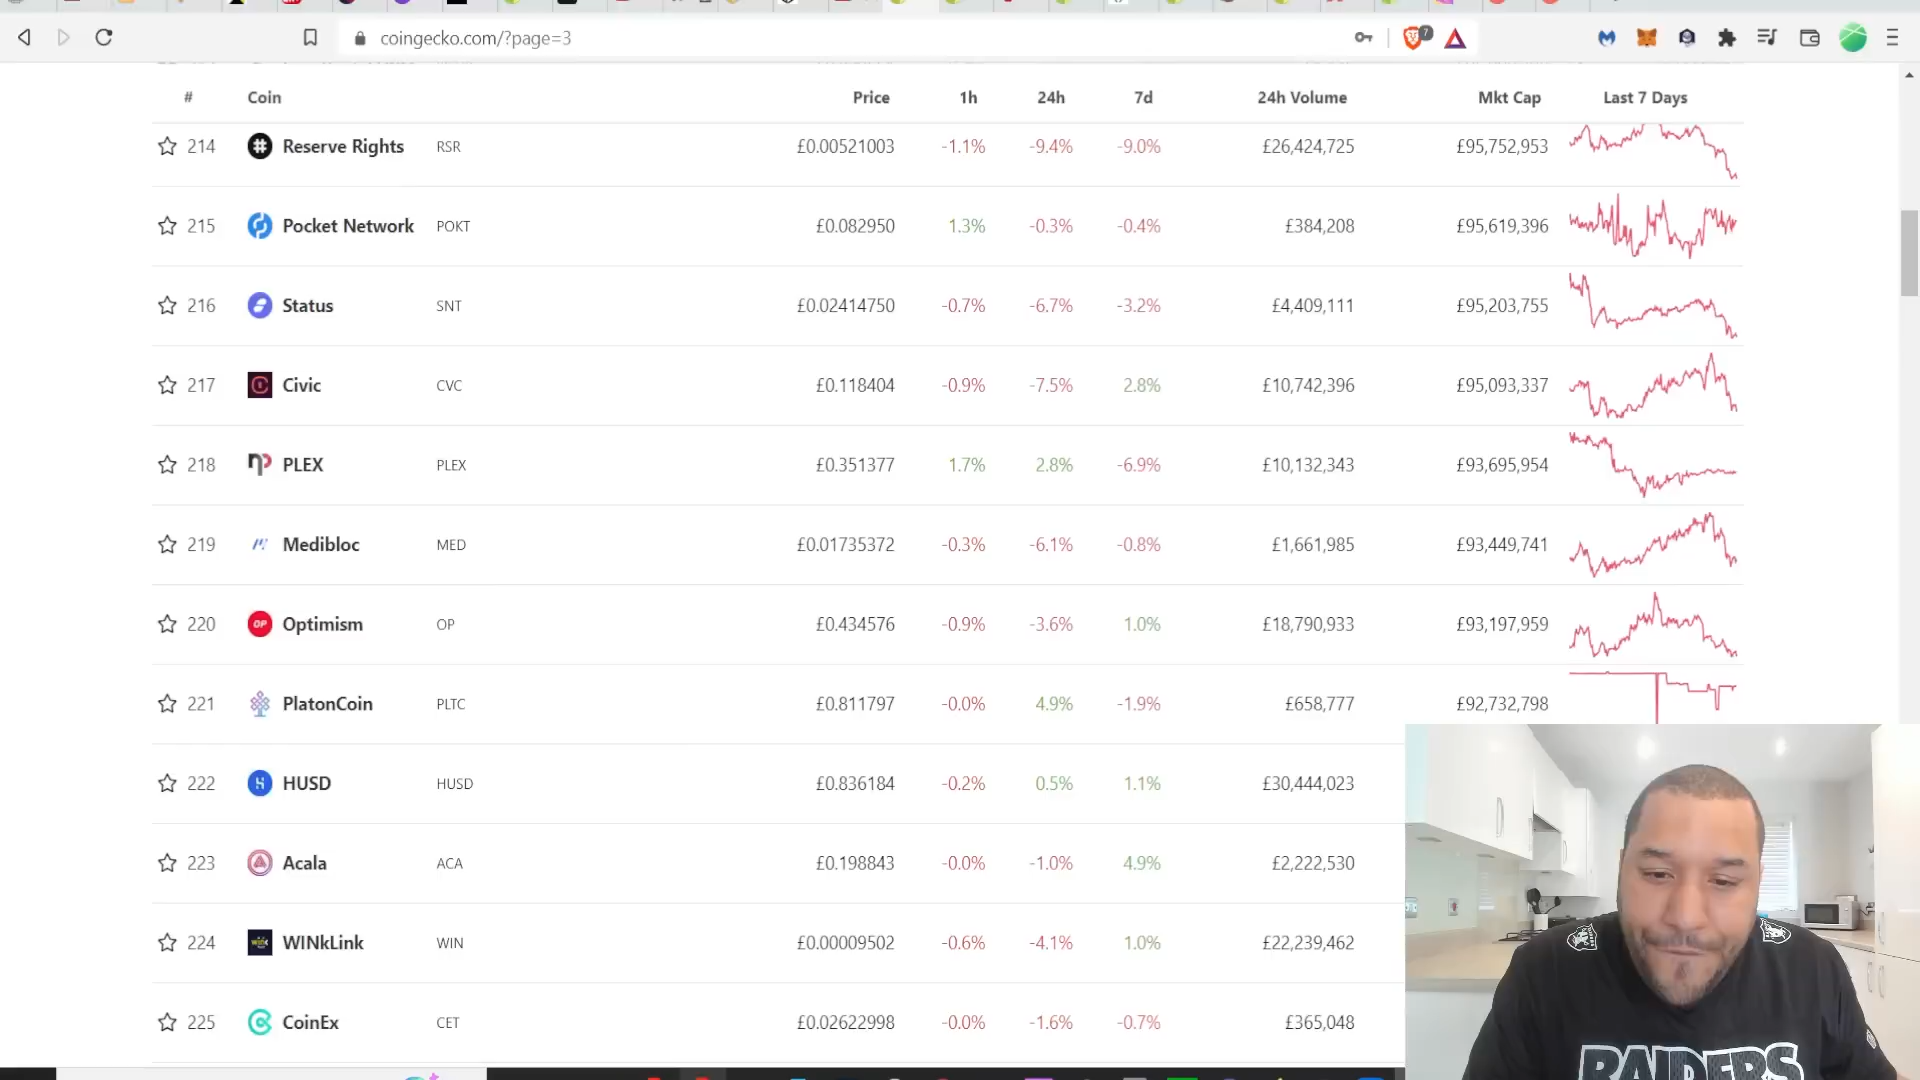 coingecko.com/?page=3
7
# Coin Price 1h 24h 7d 24h Volume Mkt Cap Last 7 Days
214 Reserve Rights RSR £0.00521003 -1.1% -9.4% -9.0% £26,424,725 £95,752,953
215 Pocket Network POKT £0.082950 1.3% -0.3% -0.4% £384,208 £95,619,396
216 Status SNT £0.02414750 -0.7% -6.7% -3.2% £4,409,111 £95,203,755
217 Civic CVC £0.118404 -0.9% -7.5% 2.8% £10,742,396 £95,093,337
218 PLEX PLEX £0.351377 1.7% 2.8% -6.9% £10,132,343 £93,695,954
219 Medibloc MED £0.01735372 -0.3% -6.1% -0.8% £1,661,985 £93,449,741
220 OP Optimism OP £0.434576 -0.9% -3.6% 1.0% £18,790,933 £93,197,959
221 PlatonCoin PLTC £0.811797 -0.0% 4.9% -1.9% £658,777 £92,732,798
222 HUSD HUSD £0.836184 -0.2% 0.5% 1.1% £30,444,023
223 Acala ACA £0.198843 -0.0% -1.0% 4.9% £2,222,530
224 WINkLink WIN £0.00009502 -0.6% -4.1% 1.0% £22,239,462
225 CoinEx CET £0.02622998 -0.0% -1.6% -0.7% £365,048
RAIDERS